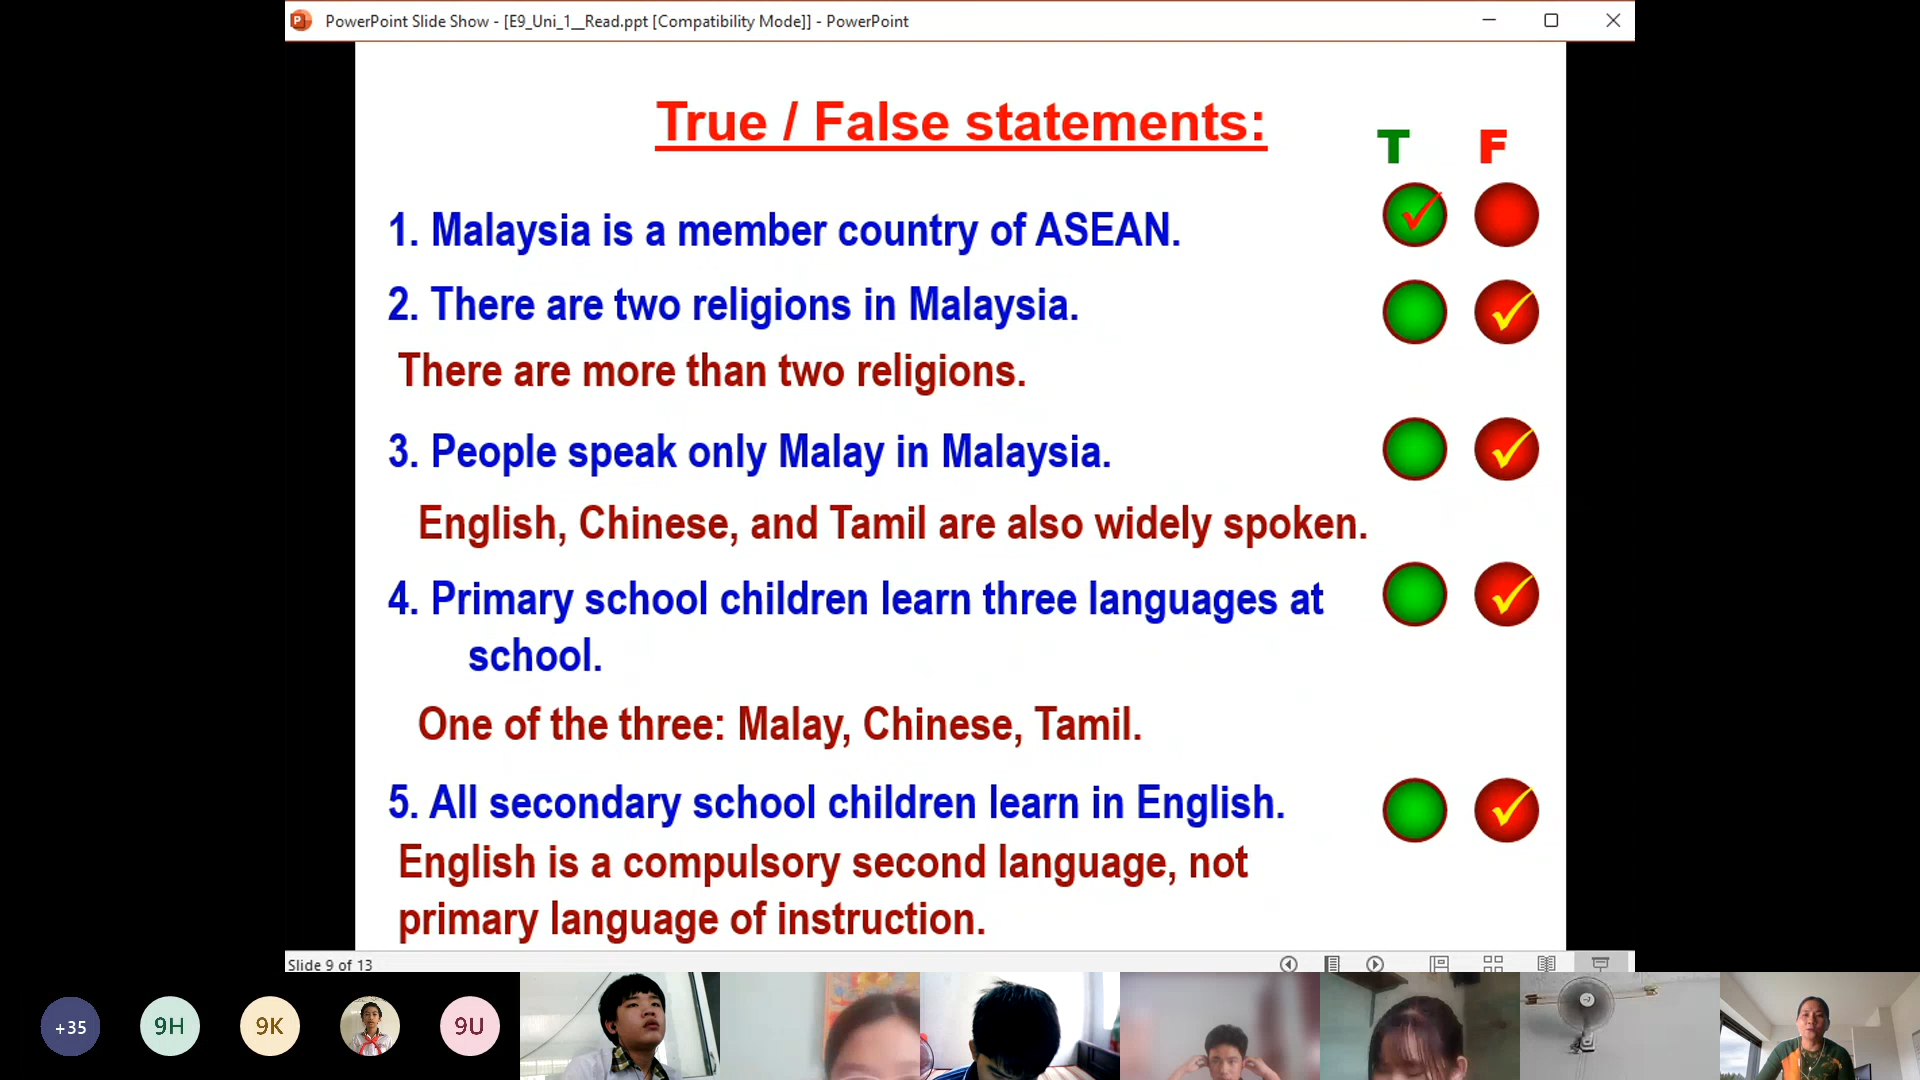 PowerPoint Slide Show - [E9_Uni_1__Read.ppt [Compatibility Mode]] - PowerPoint
True / False statements:
T F
1. Malaysia is a member country of ASEAN.
2. There are two religions in Malaysia.
There are more than two religions.
3. People speak only Malay in Malaysia.
English, Chinese, and Tamil are also widely spoken.
4. Primary school children learn three languages at
school.
One of the three: Malay, Chinese, Tamil.
5. All secondary school children learn in English.
English is a compulsory second language, not
primary language of instruction.
Slide 9 of 13
+35 9H 9K 9U